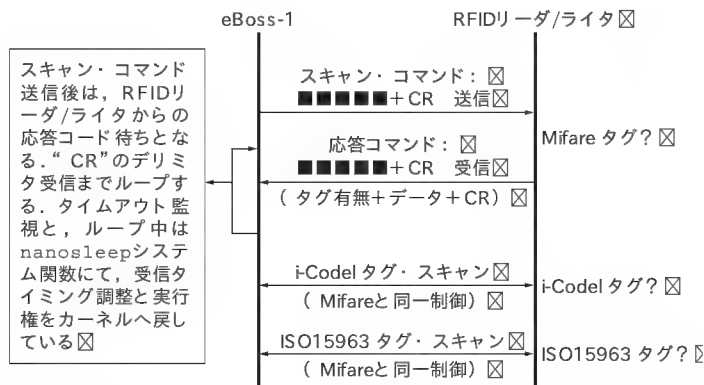 eBoss-1
RFIDリーダ/ライタ
スキャン・コマンド
送信後は，RFIDリ
ーダ/ライタからの
応答コード待ちとな
る．“CR”のデリミ
タ受信までループす
る．タイムアウト監
視と，ループ中は
nanosleepシステ
ム関数にて，受信タ
イミング調整と実行
権をカーネルへ戻し
ている
スキャン・コマンド：
■■■■■+CR 送信
応答コマンド：
■■■■■+CR 受信
（タグ有無+データ+CR）
Mifare タグ？
i-CodeI タグ・スキャン
（Mifareと同一制御）
i-CodeI タグ？
ISO15963 タグ・スキャン
（Mifareと同一制御）
ISO15963 タグ？